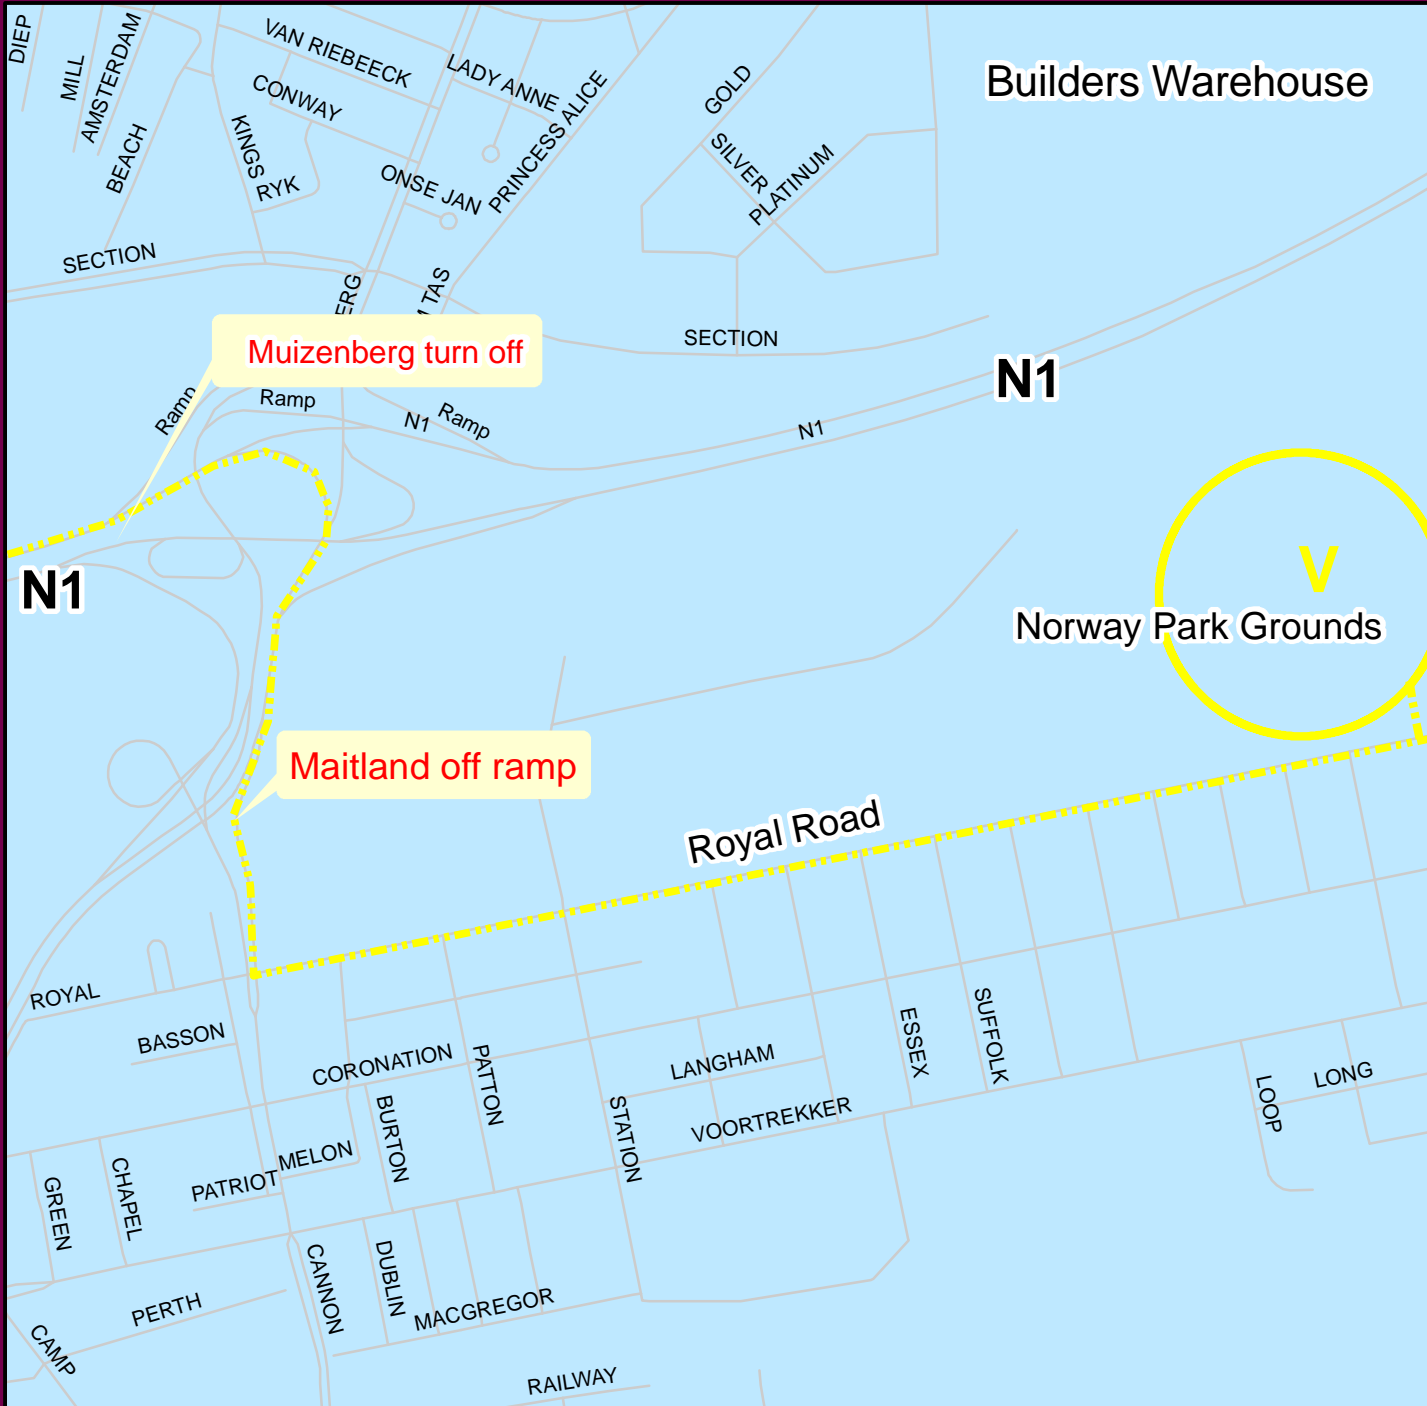 DIEP
MILL
AMSTERDAM
BEACH
VAN RIEBEECK
CONWAY
KINGS
RYK
LADY ANNE
ONSE JAN
PRINCESS ALICE
GOLD
SILVER
PLATINUM
Builders Warehouse
SECTION
ERG
TAS
SECTION
Muizenberg turn off
Ramp
Ramp
N1
Ramp
N1
N1
N1
V
Norway Park Grounds
Maitland off ramp
Royal Road
ROYAL
BASSON
CORONATION
PATTON
LANGHAM
ESSEX
SUFFOLK
LOOP
LONG
BURTON
STATION
VOORTREKKER
MELON
PATRIOT
GREEN
CHAPEL
CANNON
DUBLIN
PERTH
MACGREGOR
CAMP
RAILWAY